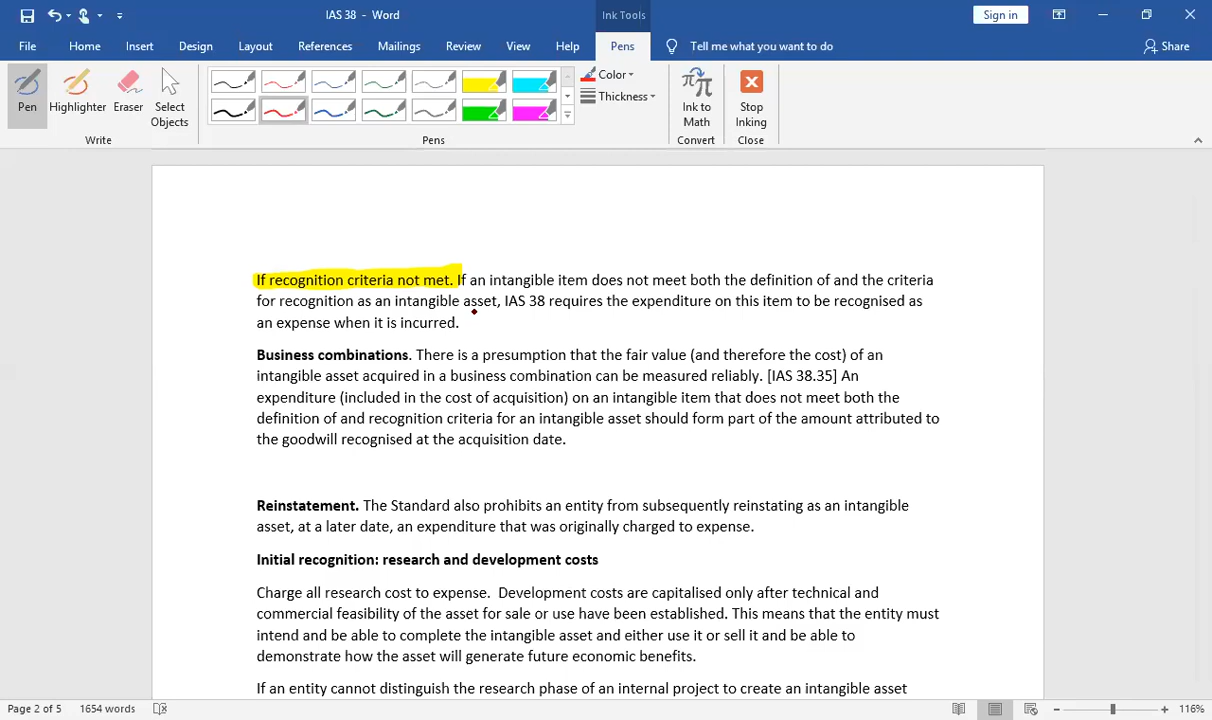 IAS 38 - Word
Ink Tools
Sign in
File
Home
Insert
Design
Layout
References
Mailings
Review
View
Help
Pens
Tell me what you want to do
Share
Pen
Highlighter
Eraser
Select
Objects
Color
Thickness
Ink to
Math
Stop
Inking
Write
Pens
Convert
Close
If recognition criteria not met. If an intangible item does not meet both the definition of and the criteria
for recognition as an intangible asset, IAS 38 requires the expenditure on this item to be recognised as
an expense when it is incurred.
Business combinations. There is a presumption that the fair value (and therefore the cost) of an
intangible asset acquired in a business combination can be measured reliably. [IAS 38.35] An
expenditure (included in the cost of acquisition) on an intangible item that does not meet both the
definition of and recognition criteria for an intangible asset should form part of the amount attributed to
the goodwill recognised at the acquisition date.
Reinstatement. The Standard also prohibits an entity from subsequently reinstating as an intangible
asset, at a later date, an expenditure that was originally charged to expense.
Initial recognition: research and development costs
Charge all research cost to expense.  Development costs are capitalised only after technical and
commercial feasibility of the asset for sale or use have been established. This means that the entity must
intend and be able to complete the intangible asset and either use it or sell it and be able to
demonstrate how the asset will generate future economic benefits.
If an entity cannot distinguish the research phase of an internal project to create an intangible asset
Page 2 of 5
1654 words
116%